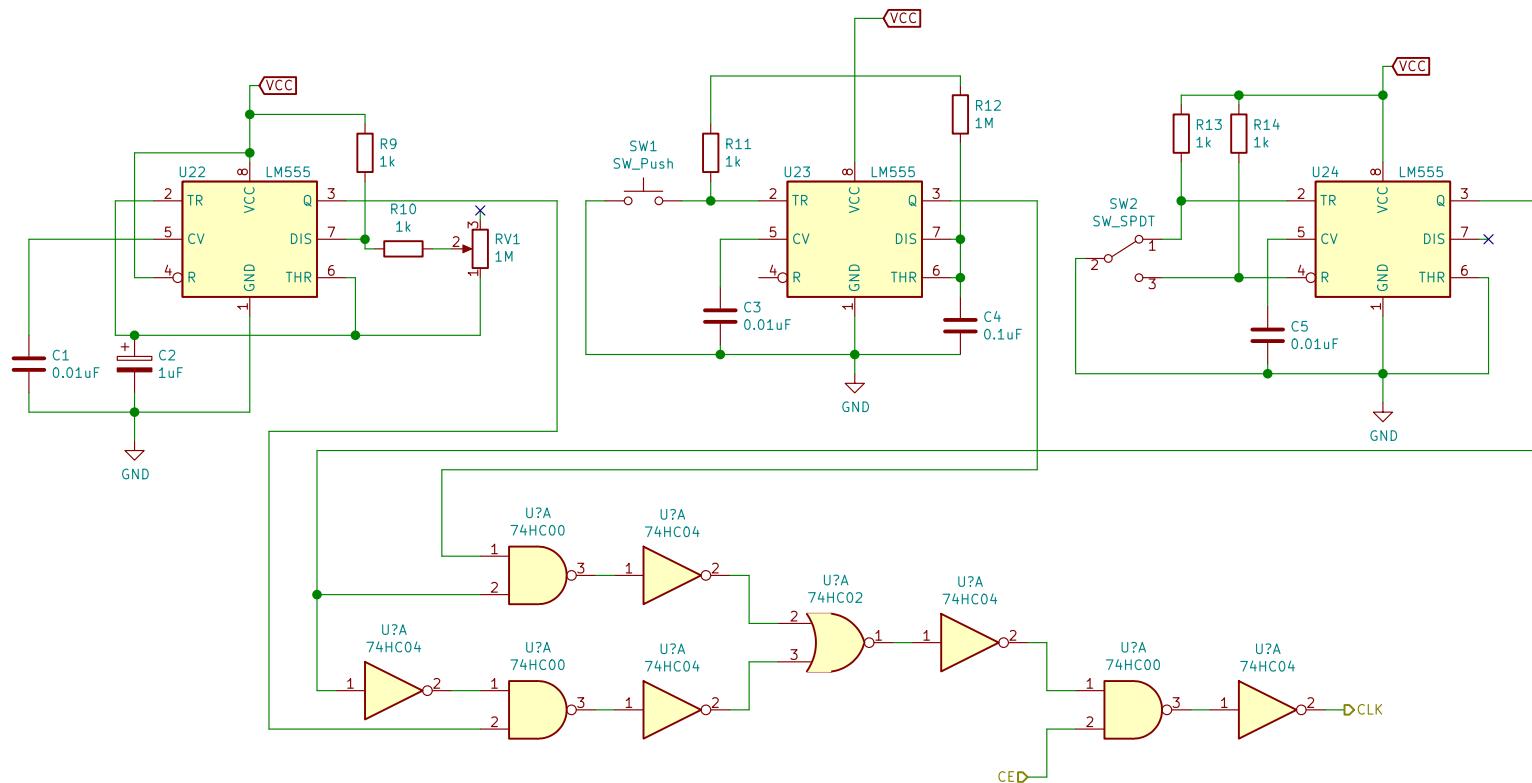 VCC
VCC
VCC
R9
1k
U22
LM555
8
VCC
2
TR
3
Q
5
CV
7
DIS
4
R
6
THR
GND
1
R10
1k
3
2
1
RV1
1M
C1
0.01uF
+
C2
1uF
GND
SW1
SW_Push
R11
1k
R12
1M
U23
LM555
8
VCC
2
TR
3
Q
5
CV
7
DIS
4
R
6
THR
GND
1
C3
0.01uF
C4
0.1uF
GND
R13
1k
R14
1k
SW2
SW_SPDT
1
2
3
U24
LM555
8
VCC
2
TR
3
Q
5
CV
7
DIS
4
R
6
THR
GND
1
C5
0.01uF
GND
U?A
74HC00
1
2
3
U?A
74HC04
1
2
U?A
74HC04
1
2
U?A
74HC00
1
2
3
U?A
74HC04
1
2
U?A
74HC02
2
3
1
U?A
74HC04
1
2
U?A
74HC00
1
2
3
U?A
74HC04
1
2
CLK
CE